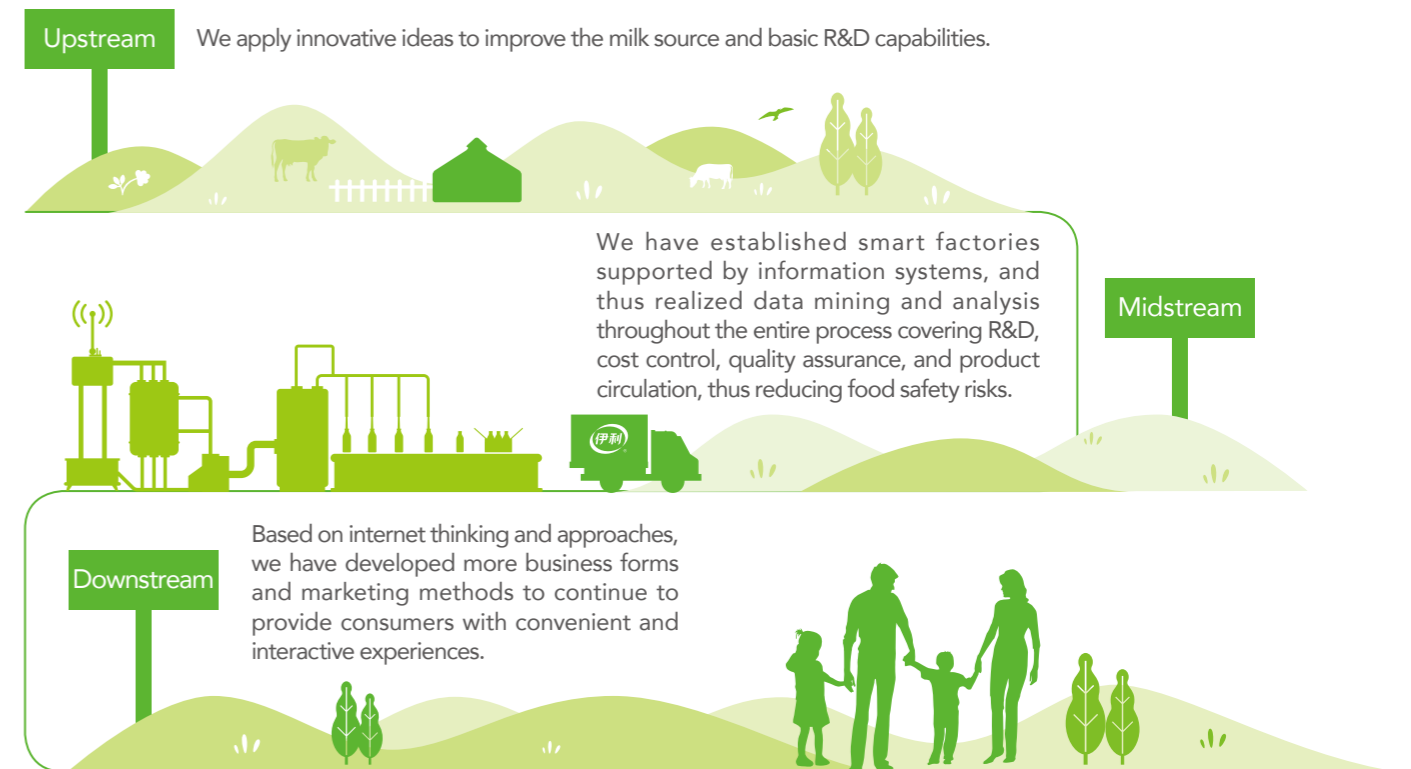 Upstream
We apply innovative ideas to improve the milk source and basic R&D capabilities.
We have established smart factories
supported by information systems, and
thus realized data mining and analysis
throughout the entire process covering R&D,
cost control, quality assurance, and product
circulation, thus reducing food safety risks.
Midstream
伊利
Downstream
Based on internet thinking and approaches,
we have developed more business forms
and marketing methods to continue to
provide consumers with convenient and
interactive experiences.